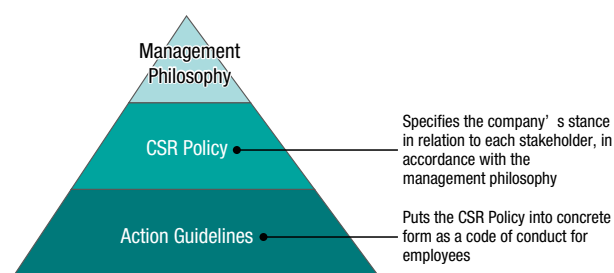 Management
Philosophy
CSR Policy
Specifies the company’ s stance
in relation to each stakeholder, in
accordance with the
management philosophy
Action Guidelines
Puts the CSR Policy into concrete
form as a code of conduct for
employees